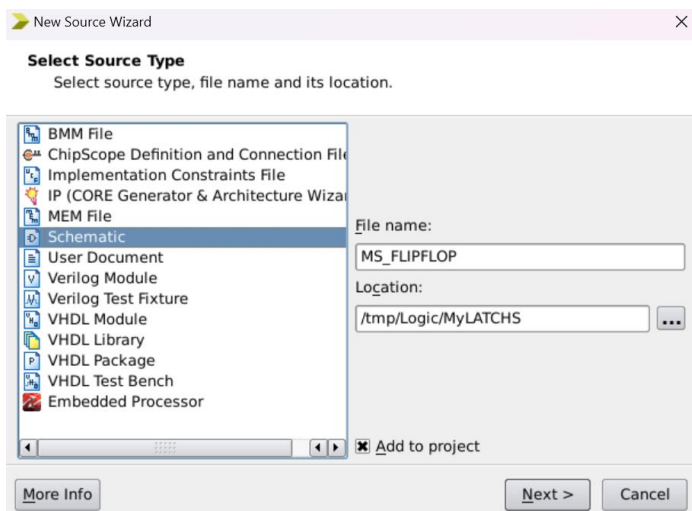 New Source Wizard
Select Source Type
Select source type, file name and its location.
BMM File
ChipScope Definition and Connection File
Implementation Constraints File
IP (CORE Generator & Architecture Wizar
MEM File
Schematic
User Document
Verilog Module
Verilog Test Fixture
VHDL Module
VHDL Library
VHDL Package
VHDL Test Bench
Embedded Processor
File name:
MS_FLIPFLOP
Location:
/tmp/Logic/MyLATCHS
...
Add to project
More Info
Next >
Cancel